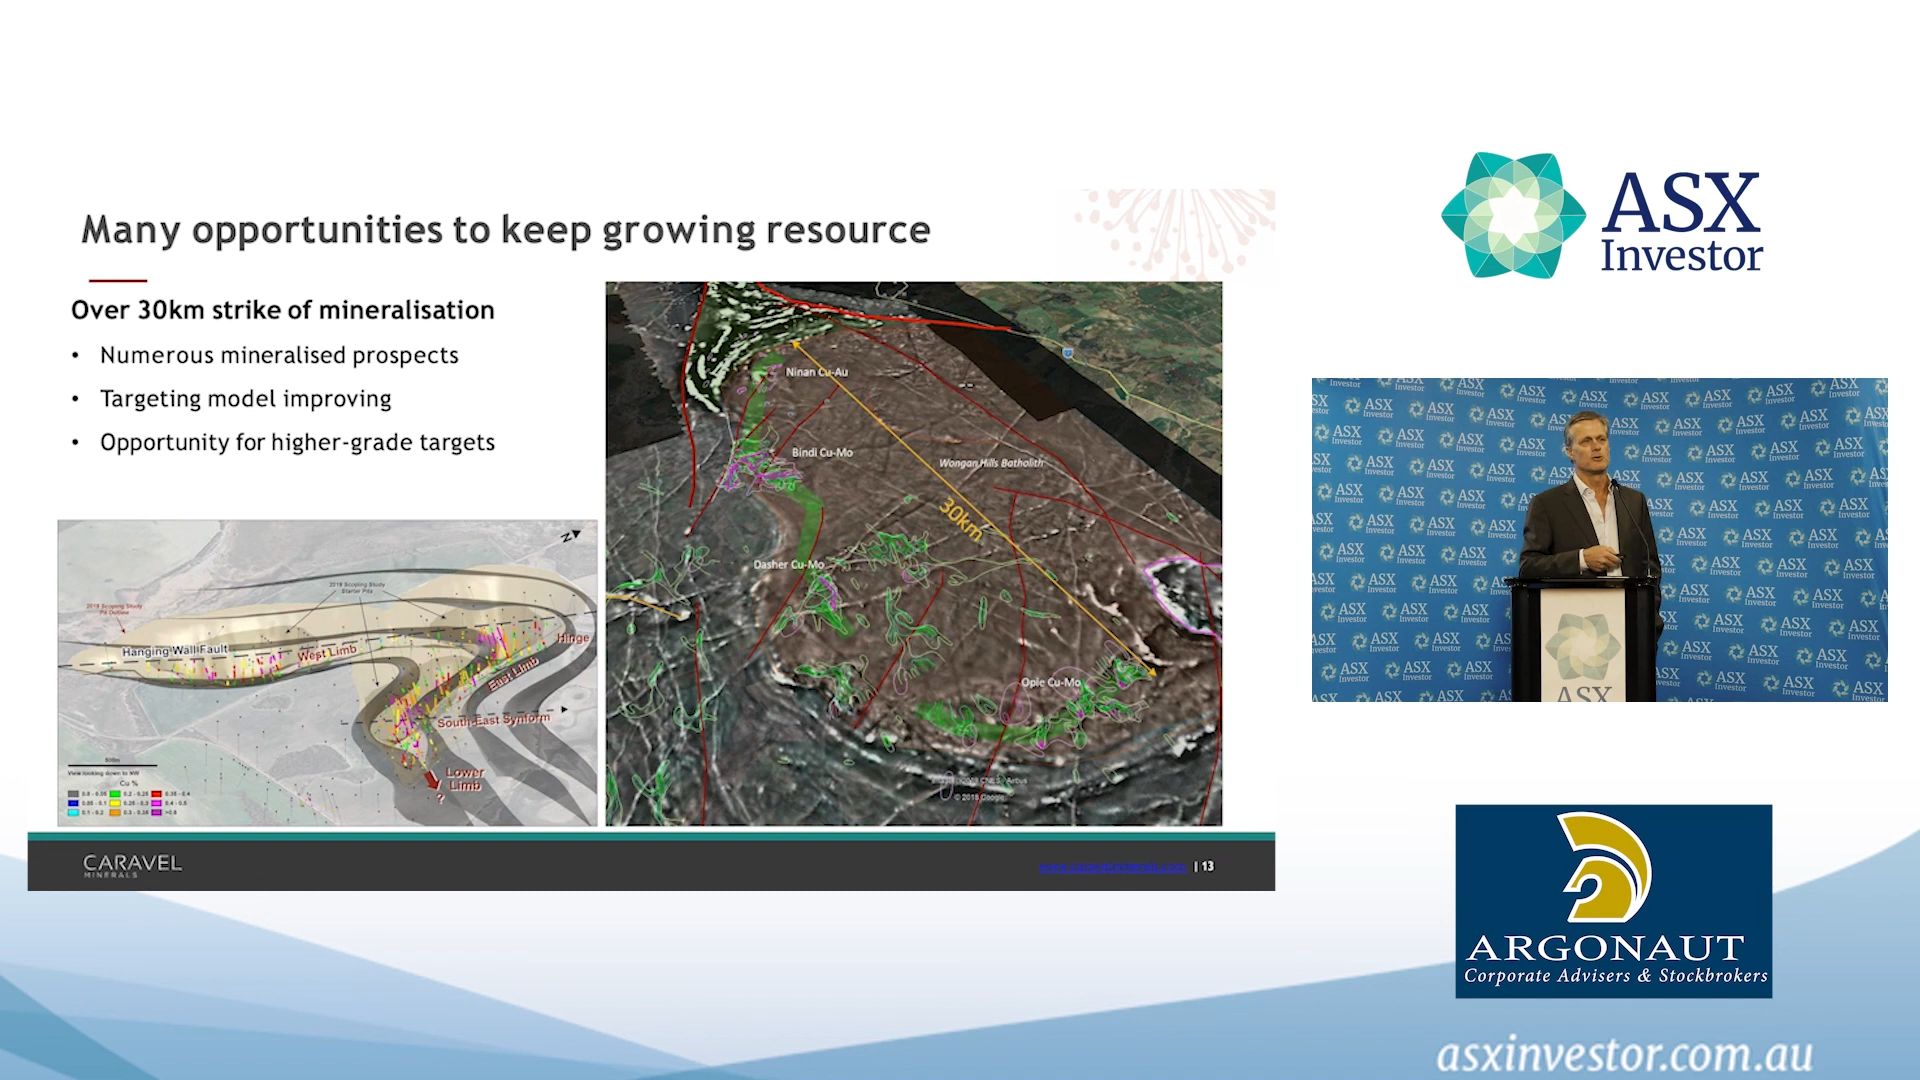 Many opportunities to keep growing resource
Over 30km strike of mineralisation
• Numerous mineralised prospects
• Targeting model improving
• Opportunity for higher-grade targets
2019 Scoping Study
Starter Pits
2019 Scoping Study
Pit Outline
Hanging Wall Fault
West Limb
Hinge
East Limb
South East Synform
Lower
Limb
?
500m
View looking down to NW
Cu %
Ninan Cu-Au
Bindi Cu-Mo
Wongan Hills Batholith
30km
Dasher Cu-Mo
Opie Cu-Mo
CARAVEL
MINERALS
| 13
ASX
Investor
ASX
ARGONAUT
Corporate Advisers & Stockbrokers
asxinvestor.com.au